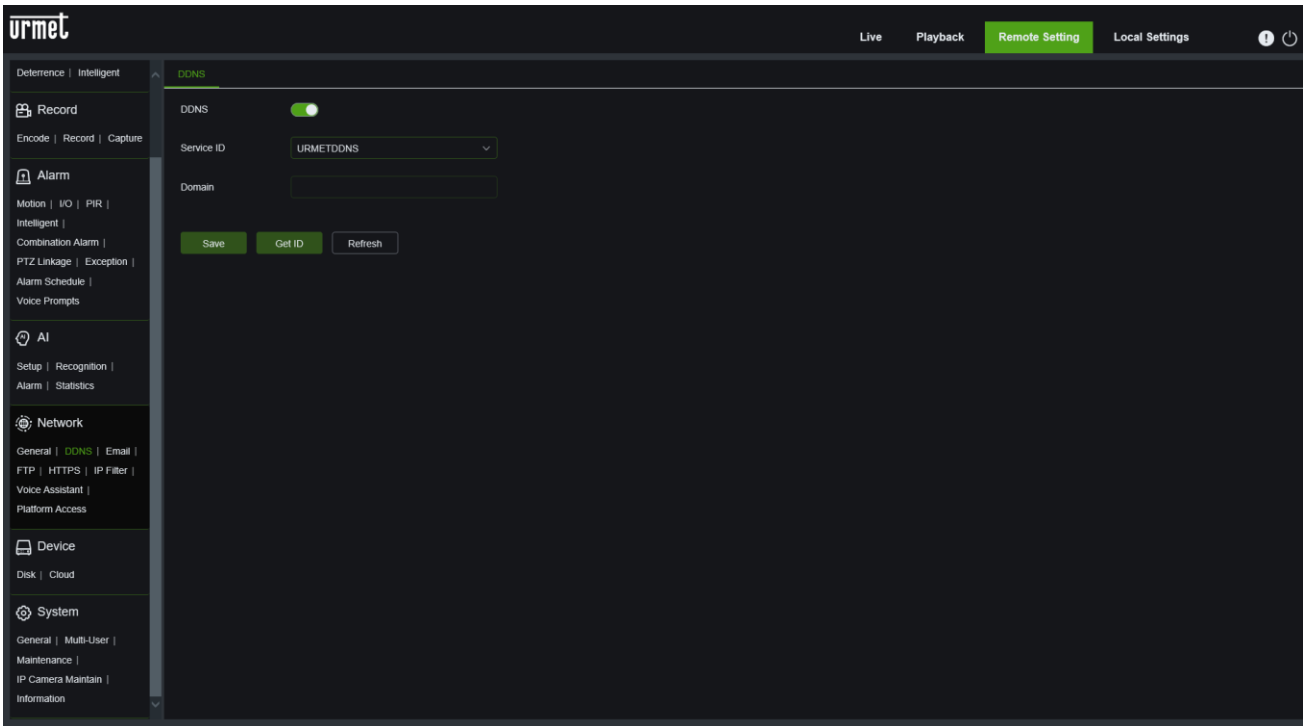 urmet
Live Playback Remote Setting Local Settings
Deterrence | Intelligent
Record
Encode | Record | Capture
Alarm
Motion | I/O | PIR |
Intelligent |
Combination Alarm |
PTZ Linkage | Exception |
Alarm Schedule |
Voice Prompts
AI
Setup | Recognition |
Alarm | Statistics
Network
General | DDNS | Email |
FTP | HTTPS | IP Filter |
Voice Assistant |
Platform Access
Device
Disk | Cloud
System
General | Multi-User |
Maintenance |
IP Camera Maintain |
Information
DDNS
DDNS
Service ID URMETDDNS
Domain
Save Get ID Refresh